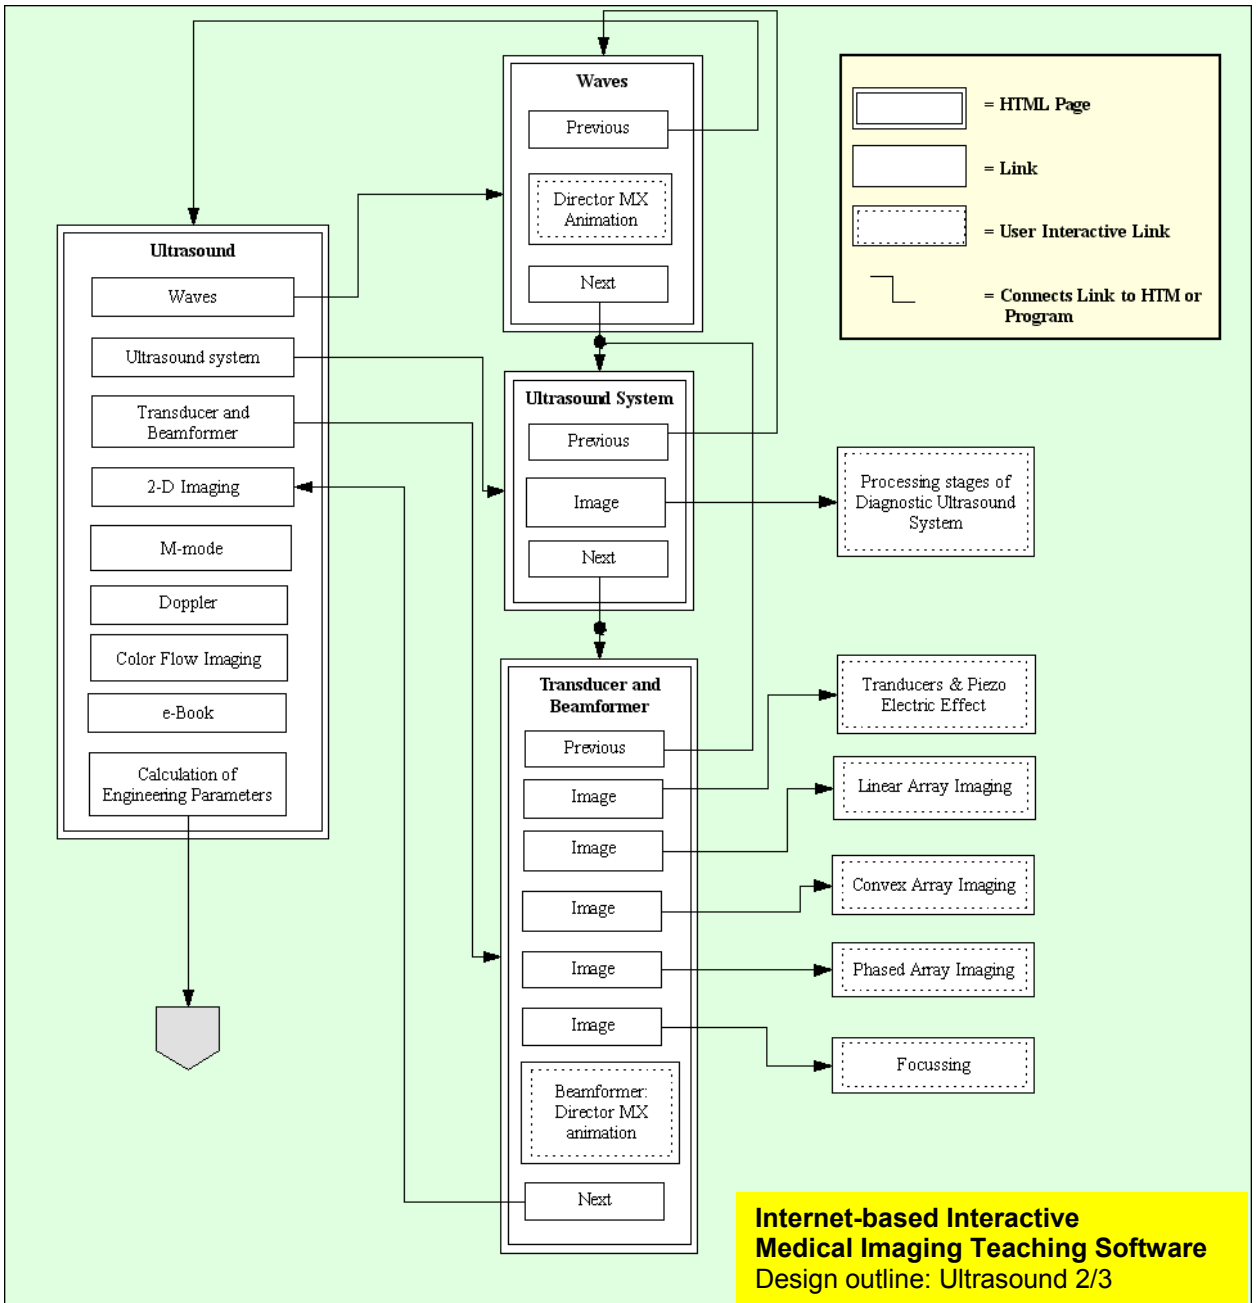 Waves
Previous
Director MX
Animation
Next
Ultrasound
Waves
Ultrasound system
Transducer and
Beamformer
2-D Imaging
M-mode
Doppler
Color Flow Imaging
e-Book
Calculation of
Engineering Parameters
= HTML Page
= Link
= User Interactive Link
= Connects Link to HTM or
Program
Ultrasound System
Previous
Image
Next
Processing stages of
Diagnostic Ultrasound
System
Transducer and
Beamformer
Previous
Image
Image
Image
Image
Image
Beamformer:
Director MX
animation
Next
Tranducers & Piezo
Electric Effect
Linear Array Imaging
Convex Array Imaging
Phased Array Imaging
Focussing
Internet-based Interactive
Medical Imaging Teaching Software
Design outline: Ultrasound 2/3